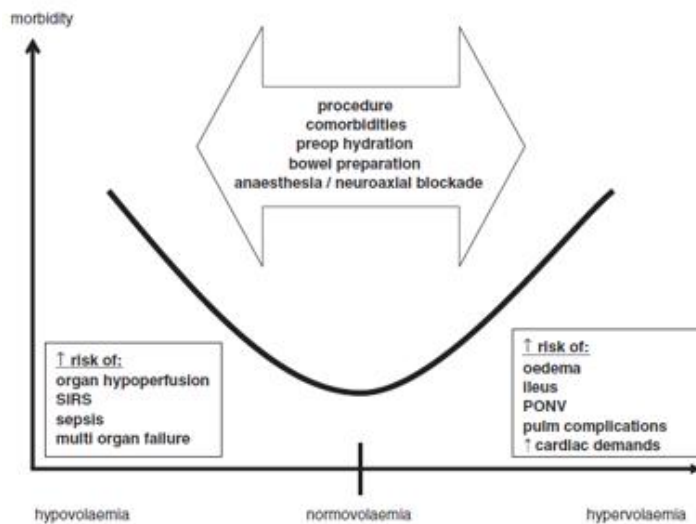 morbidity
procedure
comorbidities
preop hydration
bowel preparation
anaesthesia / neuroaxial blockade
↑ risk of:
organ hypoperfusion
SIRS
sepsis
multi organ failure
↑ risk of:
oedema
ileus
PONV
pulm complications
↑ cardiac demands
hypovolaemia
normovolaemia
hypervolaemia